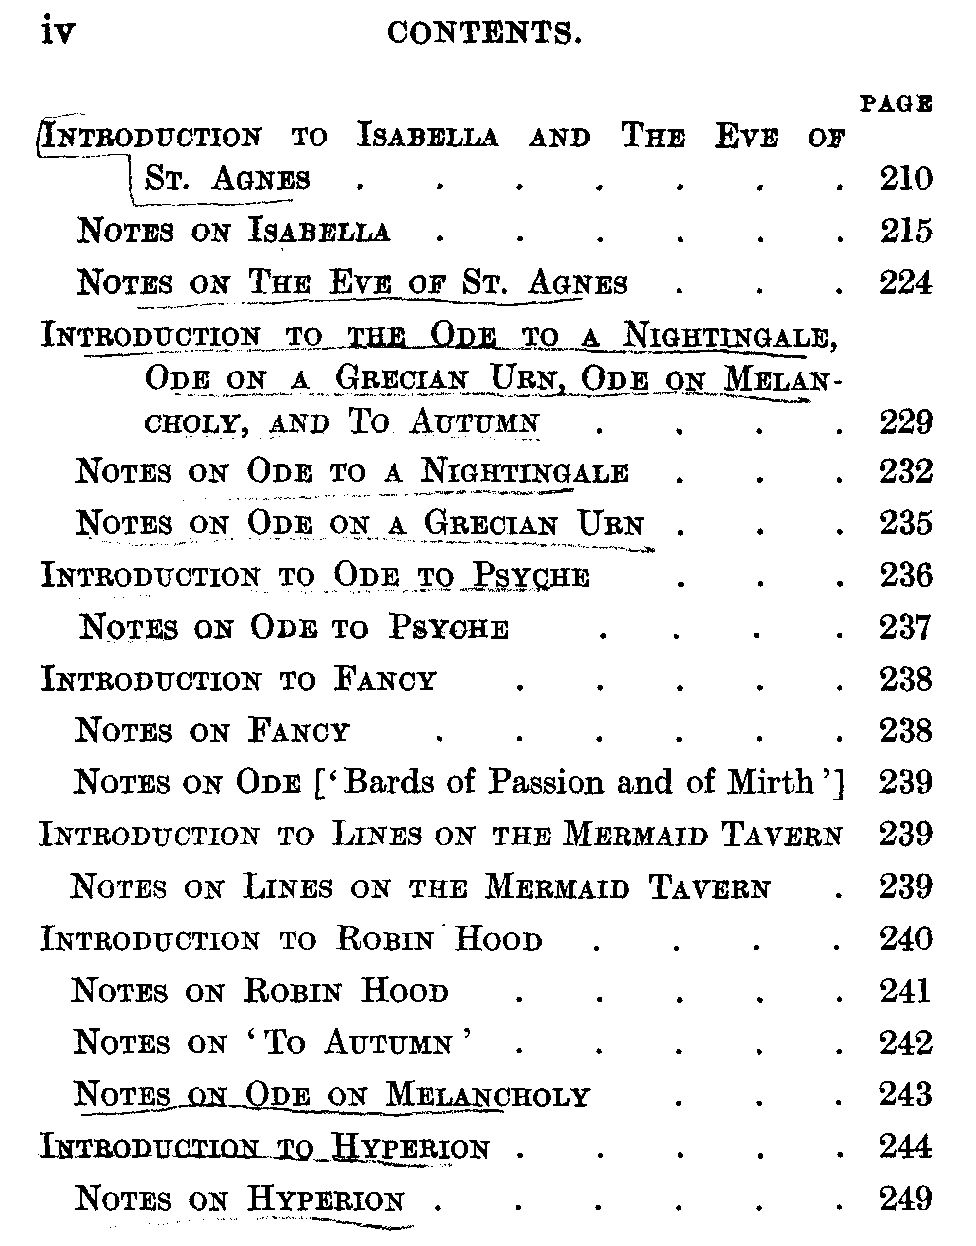 iv CONTENTS.
PAGE
INTRODUCTION TO ISABELLA AND THE EVE OF
ST. AGNES . . . . . . . 210
NOTES ON ISABELLA . . . . . . 215
NOTES ON THE EVE OF ST. AGNES . . . 224
INTRODUCTION TO THE ODE TO A NIGHTINGALE,
ODE ON A GRECIAN URN, ODE ON MELAN-
CHOLY, AND TO AUTUMN . . . . 229
NOTES ON ODE TO A NIGHTINGALE . . . 232
NOTES ON ODE ON A GRECIAN URN . . . 235
INTRODUCTION TO ODE TO PSYCHE . . . 236
NOTES ON ODE TO PSYCHE . . . . 237
INTRODUCTION TO FANCY . . . . . 238
NOTES ON FANCY . . . . . . 238
NOTES ON ODE ['Bards of Passion and of Mirth'] 239
INTRODUCTION TO LINES ON THE MERMAID TAVERN 239
NOTES ON LINES ON THE MERMAID TAVERN . 239
INTRODUCTION TO ROBIN HOOD . . . . 240
NOTES ON ROBIN HOOD . . . . . 241
NOTES ON 'TO AUTUMN' . . . . . 242
NOTES ON ODE ON MELANCHOLY . . . 243
INTRODUCTION TO HYPERION . . . . . 244
NOTES ON HYPERION . . . . . . 249